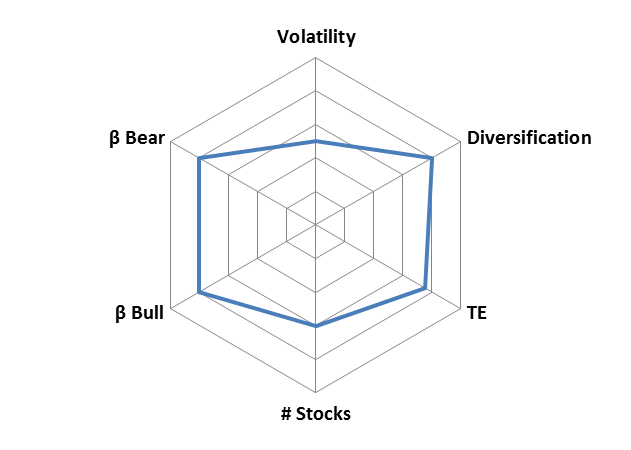 Volatility
β Bear
Diversification
β Bull
TE
# Stocks